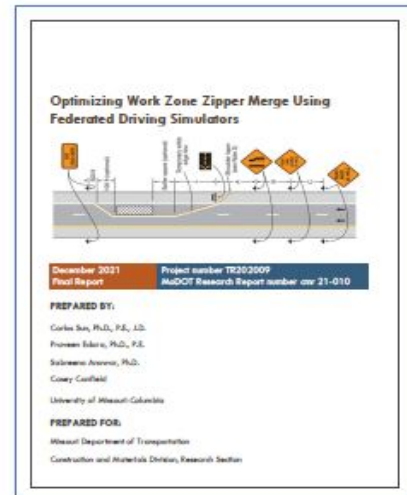 Optimizing Work Zone Zipper Merge Using
Federated Driving Simulators
December 2021
Final Report
Project number TR202009
MoDOT Research Report number cmr 21-010
PREPARED BY:
Carlos Sun, Ph.D., P.E., J.D.
Praveen Edara, Ph.D., P.E.
Ph.D.
Casey Canfield
University of Missouri-Columbia
PREPARED FOR:
Missouri Department of Transportation
Construction and Materials Division, Research Section